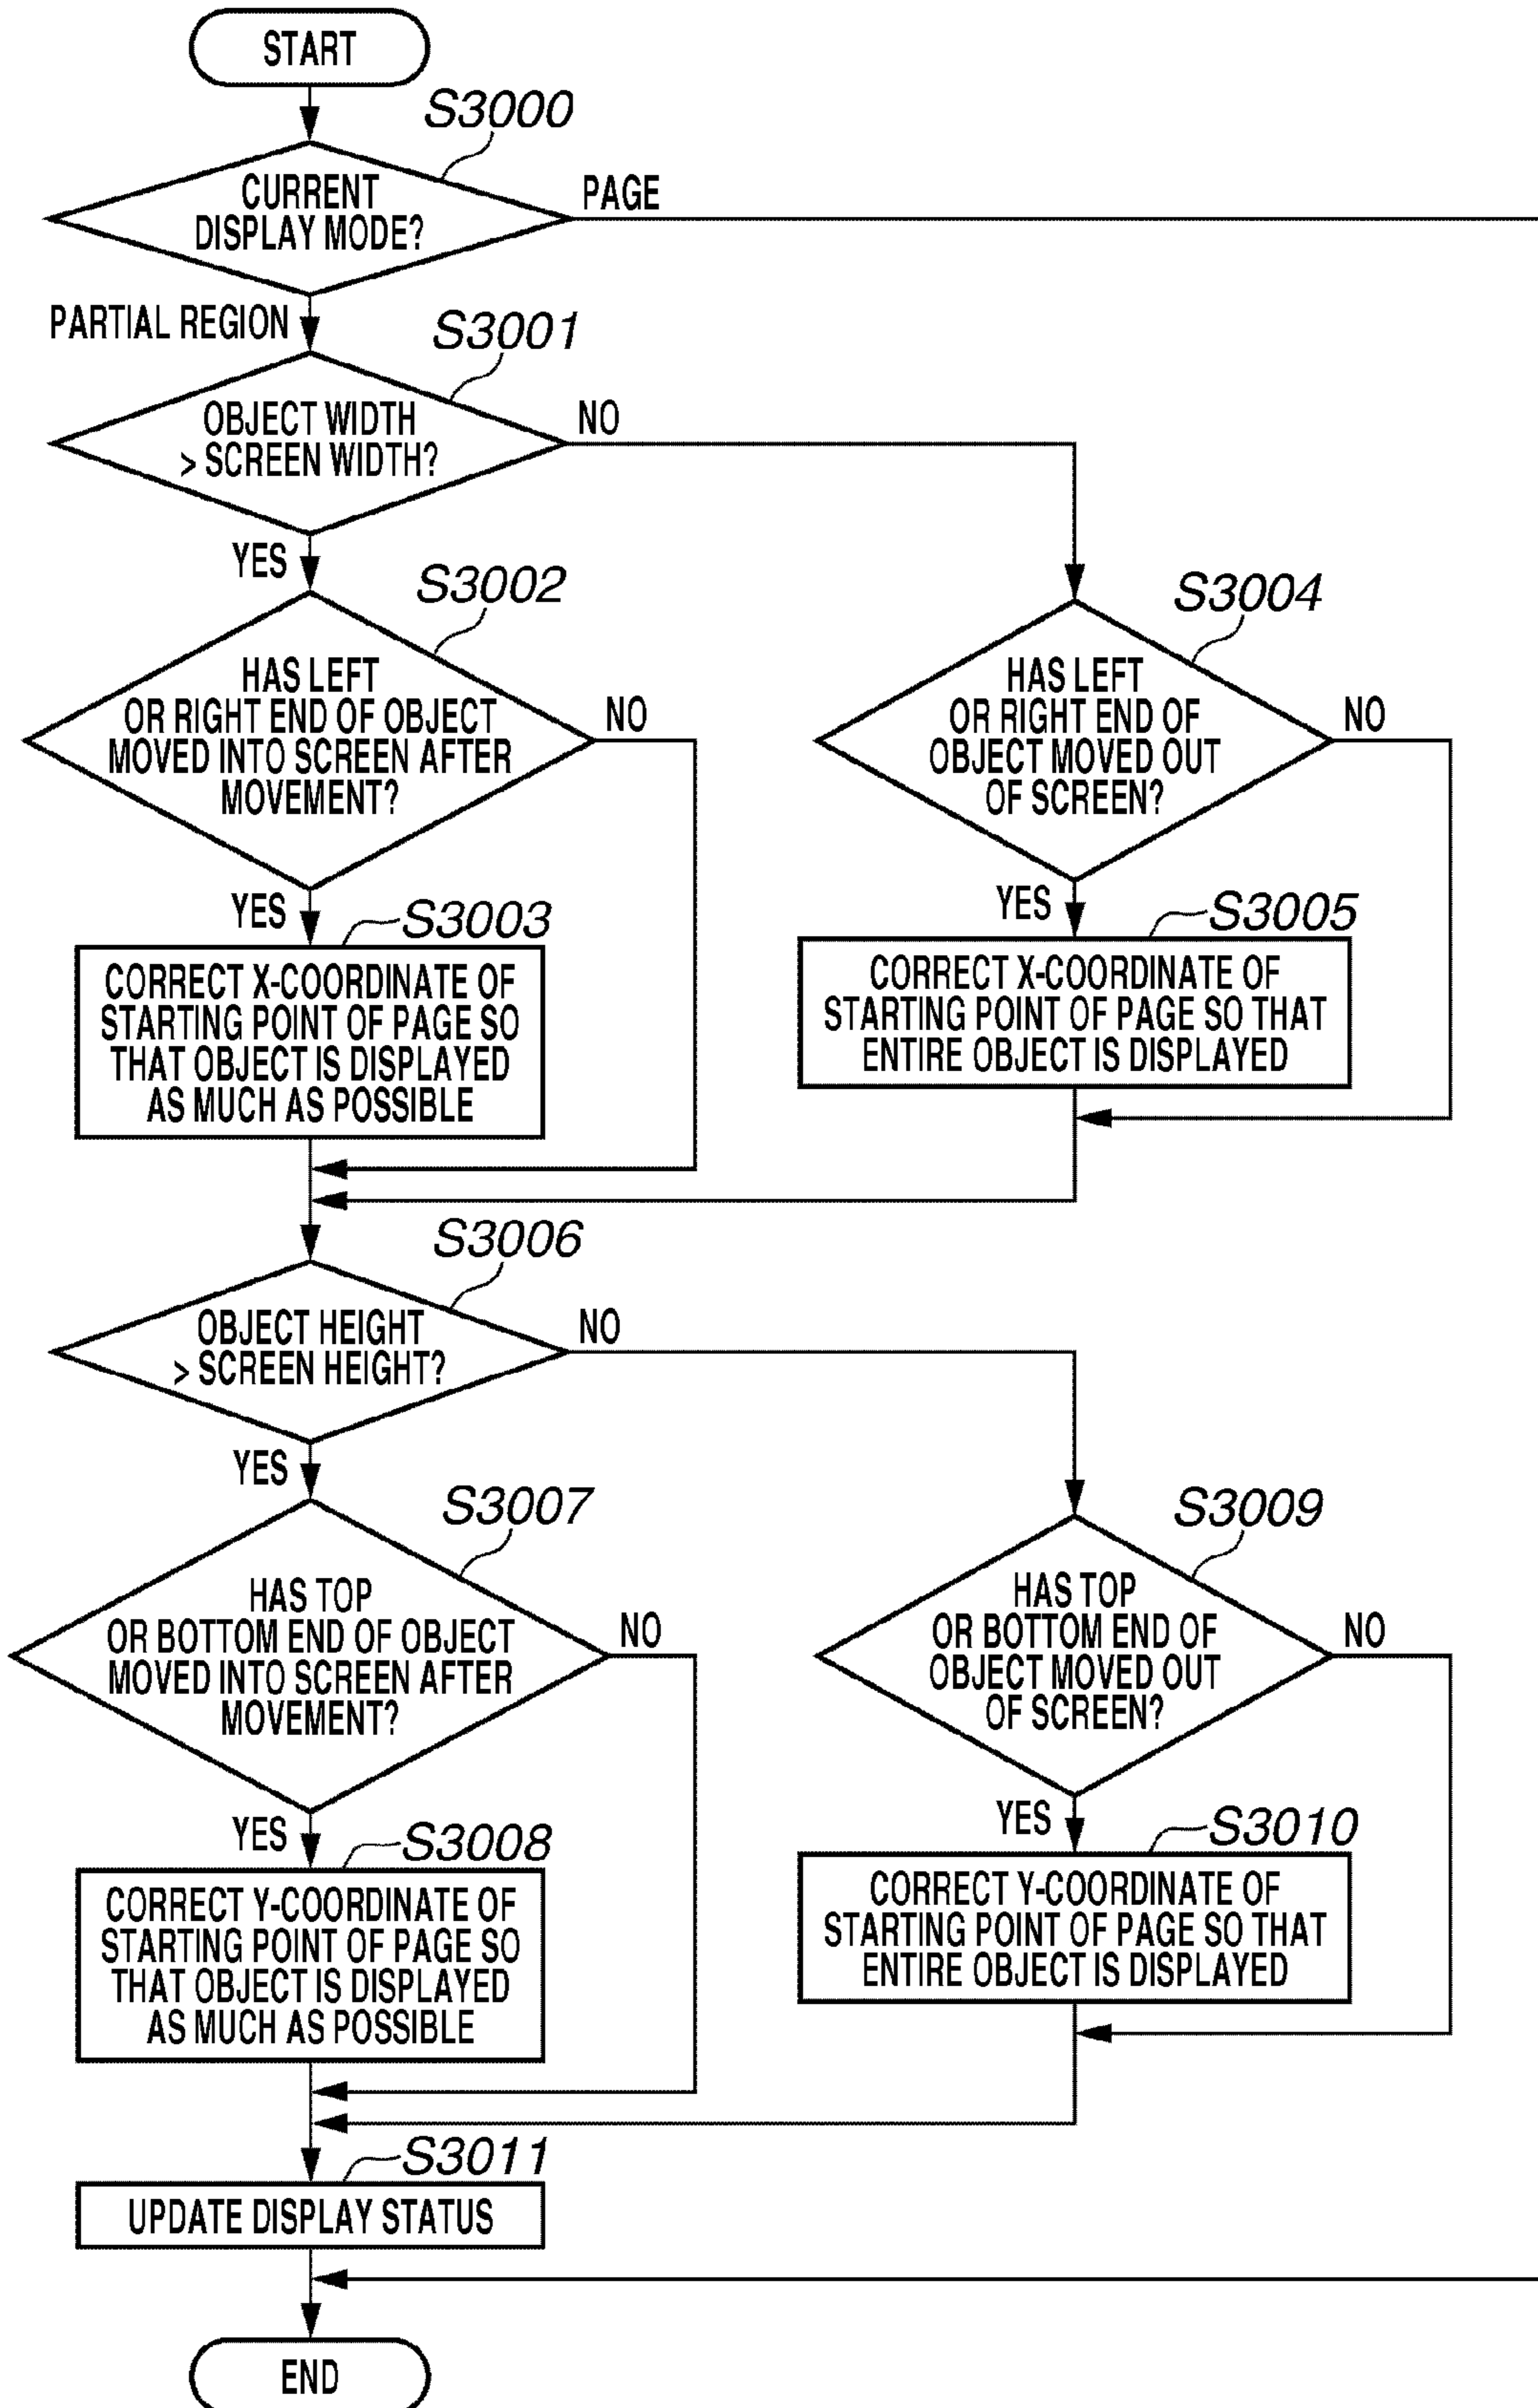 START
S3000
CURRENT
DISPLAY MODE?
PAGE
PARTIAL REGION
S3001
OBJECT WIDTH
> SCREEN WIDTH?
NO
YES
S3002
HAS LEFT
OR RIGHT END OF OBJECT
MOVED INTO SCREEN AFTER
MOVEMENT?
NO
S3004
HAS LEFT
OR RIGHT END OF
OBJECT MOVED OUT
OF SCREEN?
NO
YES
S3003
CORRECT X-COORDINATE OF
STARTING POINT OF PAGE SO
THAT OBJECT IS DISPLAYED
AS MUCH AS POSSIBLE
YES
S3005
CORRECT X-COORDINATE OF
STARTING POINT OF PAGE SO THAT
ENTIRE OBJECT IS DISPLAYED
S3006
OBJECT HEIGHT
> SCREEN HEIGHT?
NO
YES
S3007
HAS TOP
OR BOTTOM END OF OBJECT
MOVED INTO SCREEN AFTER
MOVEMENT?
NO
S3009
HAS TOP
OR BOTTOM END OF
OBJECT MOVED OUT
OF SCREEN?
NO
YES
S3008
CORRECT Y-COORDINATE OF
STARTING POINT OF PAGE SO
THAT OBJECT IS DISPLAYED
AS MUCH AS POSSIBLE
YES
S3010
CORRECT Y-COORDINATE OF
STARTING POINT OF PAGE SO THAT
ENTIRE OBJECT IS DISPLAYED
S3011
UPDATE DISPLAY STATUS
END